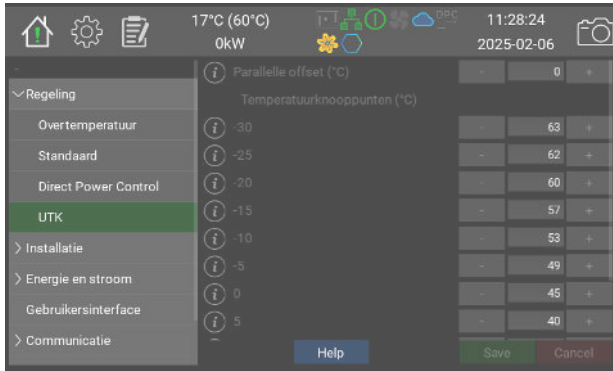 17°C (60°C)
0kW
DPC
11:28:24
2025-02-06
Regeling
Overtemperatuur
Standaard
Direct Power Control
UTK
Installatie
Energie en stroom
Gebruikersinterface
Communicatie
i Parallelle offset (°C) - 0 +
Temperatuurknooppunten (°C)
i -30 - 63 +
i -25 - 62 +
i -20 - 60 +
i -15 - 57 +
i -10 - 53 +
i -5 - 49 +
i 0 - 45 +
i 5 - 40 +
Help
Save
Cancel